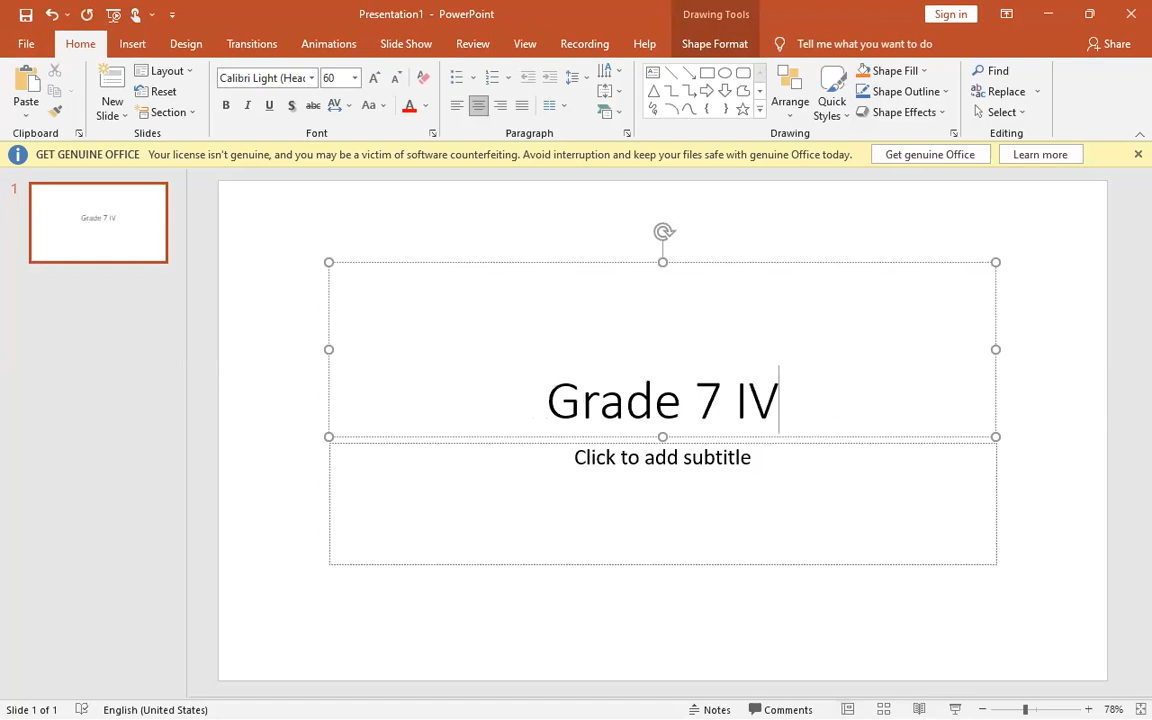 Presentation1 - PowerPoint
Drawing Tools
Sign in
File Home Insert Design Transitions Animations Slide Show Review View Recording Help Shape Format Tell me what you want to do Share
Paste
New
Slide
Layout
Reset
Section
Calibri Light (Hea 60
B I U S abc AV Aa A
Arrange
Quick
Styles
Shape Fill
Shape Outline
Shape Effects
Find
Replace
Select
Clipboard Slides Font Paragraph Drawing Editing
GET GENUINE OFFICE Your license isn't genuine, and you may be a victim of software counterfeiting. Avoid interruption and keep your files safe with genuine Office today. Get genuine Office Learn more
1
Grade 7 IV
Grade 7 IV
Click to add subtitle
Slide 1 of 1 English (United States) Notes Comments 78%